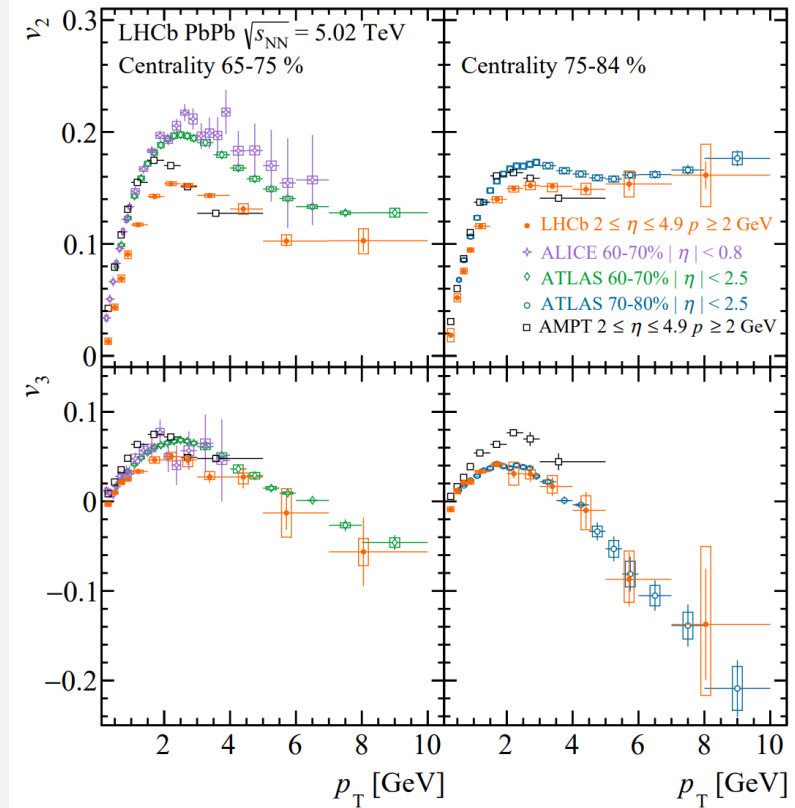 v₂
0.3
0.2
0.1
0
LHCb PbPb √s_NN = 5.02 TeV
Centrality 65-75 %
Centrality 75-84 %
LHCb 2 ≤ η ≤ 4.9 p ≥ 2 GeV
ALICE 60-70% | η | < 0.8
ATLAS 60-70% | η | < 2.5
ATLAS 70-80% | η | < 2.5
AMPT 2 ≤ η ≤ 4.9 p ≥ 2 GeV
v₃
0.1
0
−0.1
−0.2
2 4 6 8 10
2 4 6 8 10
p_T [GeV]
p_T [GeV]